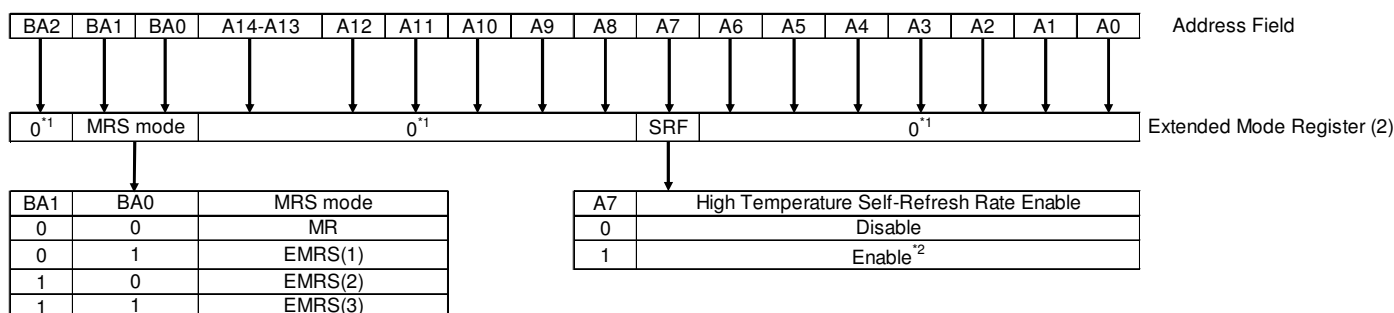 BA2 BA1 BA0 A14-A13 A12 A11 A10 A9 A8 A7 A6 A5 A4 A3 A2 A1 A0 Address Field
0*1 MRS mode 0*1 SRF 0*1 Extended Mode Register (2)
BA1 BA0 MRS mode A7 High Temperature Self-Refresh Rate Enable
0 0 MR 0 Disable
0 1 EMRS(1) 1 Enable*2
1 0 EMRS(2)
1 1 EMRS(3)